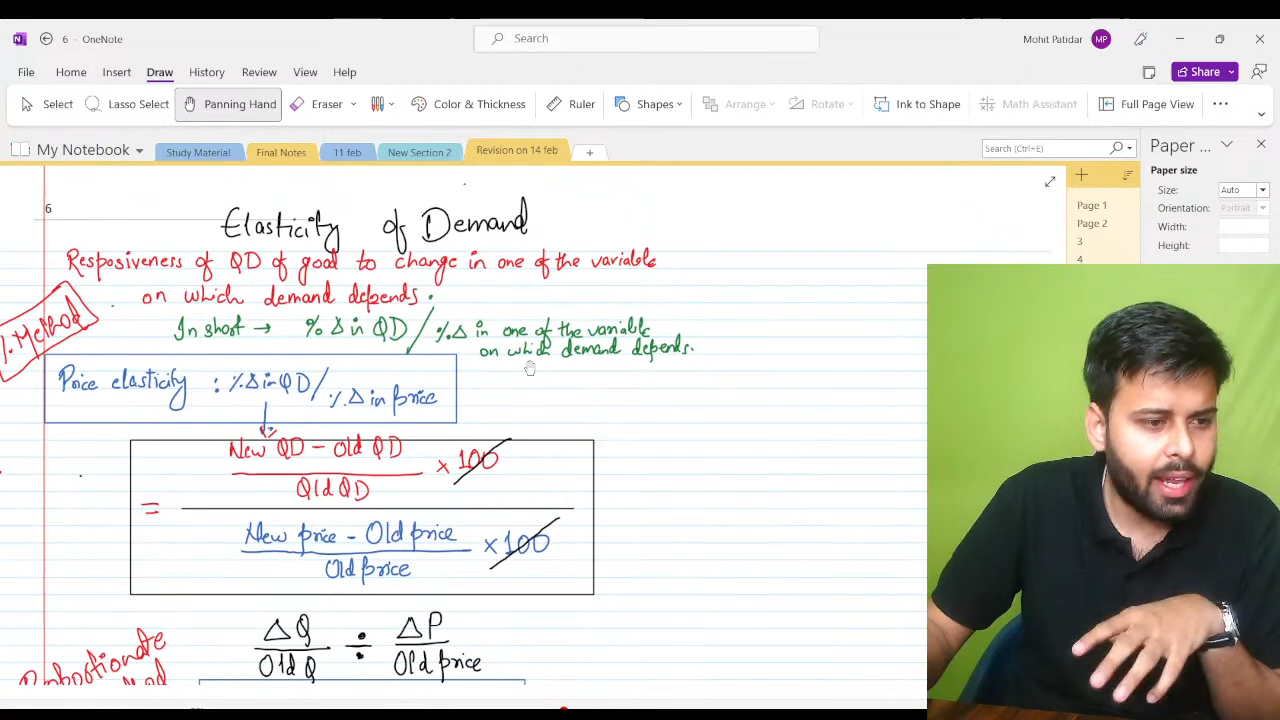 6 - OneNote
Search
Mohit Patidar MP
File Home Insert Draw History Review View Help
Select Lasso Select Panning Hand Eraser Color & Thickness Ruler Shapes Arrange Rotate Ink to Shape Math Assistant Full Page View
Share
My Notebook Study Material Final Notes 11 feb New Section 2 Revision on 14 feb + Search (Ctrl+E)
Paper ...
Paper size
Size: Auto
Orientation: Portrait
Width:
Height:
Page 1
Page 2
3
4
6
Elasticity of Demand
Resposiveness of QD of good to change in one of the variable
on which demand depends.
In short → % Δ in QD / %Δ in one of the variable
on which demand depends.
%.Method
Price elasticity : %Δ in QD / %Δ in price
New QD - Old QD
Old QD
× 100
=
New price - Old price
Old price
× 100
Proportionate
ΔQ ÷ ΔP
Old Q Old price